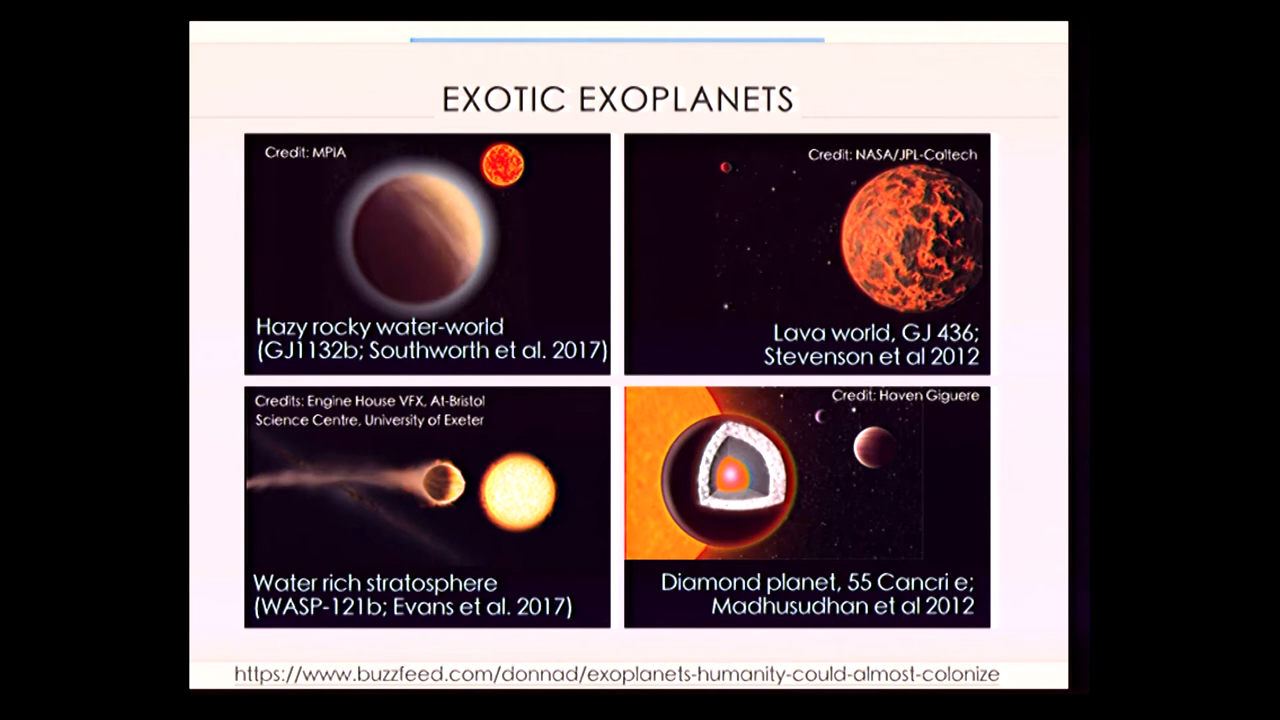 EXOTIC EXOPLANETS
Credit: MPIA
Hazy rocky water-world
(GJ1132b; Southworth et al. 2017)
Credit: NASA/JPL-Caltech
Lava world, GJ 436;
Stevenson et al 2012
Credits: Engine House VFX, At-Bristol
Science Centre, University of Exeter
Water rich stratosphere
(WASP-121b; Evans et al. 2017)
Credit: Haven Giguere
Diamond planet, 55 Cancri e;
Madhusudhan et al 2012
https://www.buzzfeed.com/donnad/exoplanets-humanity-could-almost-colonize